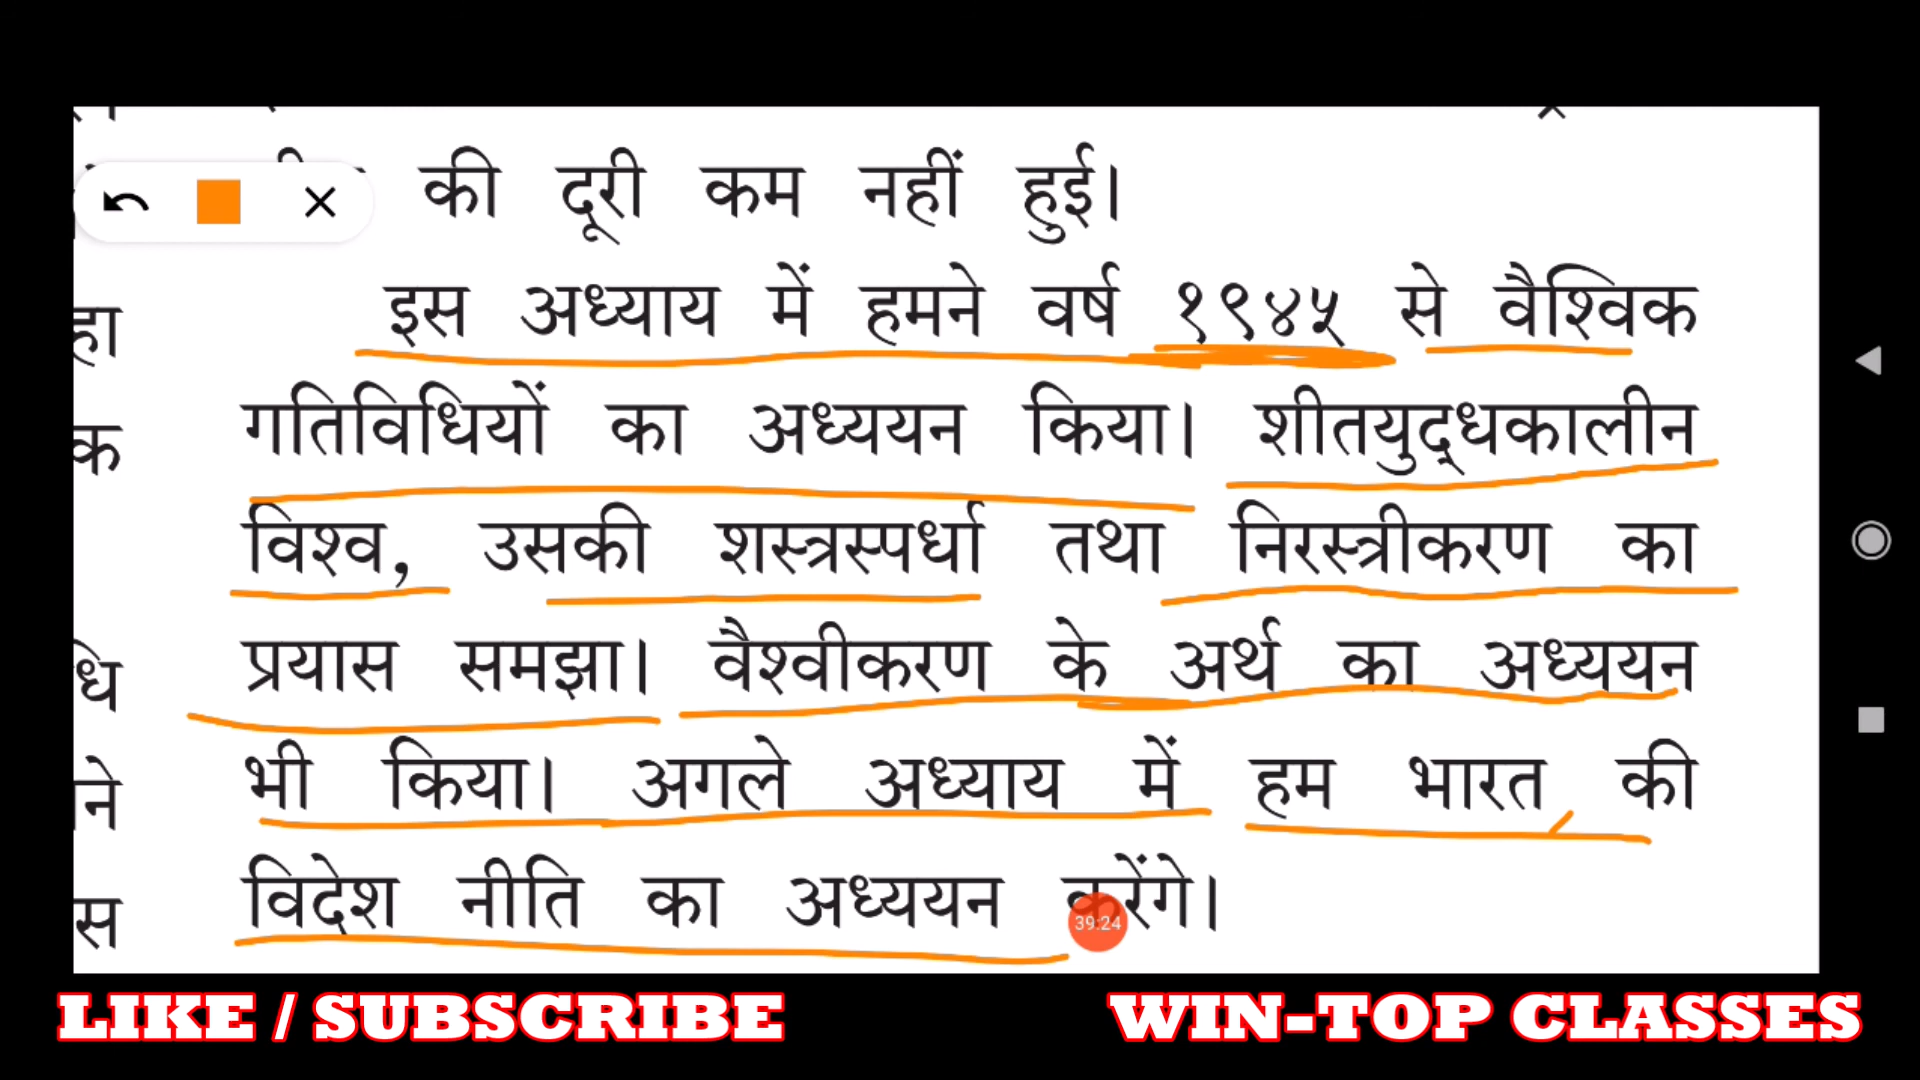 की दूरी कम नहीं हुई।
हा
इस अध्याय में हमने वर्ष १९४५ से वैश्विक
क
गतिविधियों का अध्ययन किया। शीतयुद्धकालीन
विश्व, उसकी शस्त्रस्पर्धा तथा निरस्त्रीकरण का
धि
प्रयास समझा। वैश्वीकरण के अर्थ का अध्ययन
ने
भी किया। अगले अध्याय में हम भारत की
स
विदेश नीति का अध्ययन करेंगे।
39:24
LIKE / SUBSCRIBE
WIN-TOP CLASSES